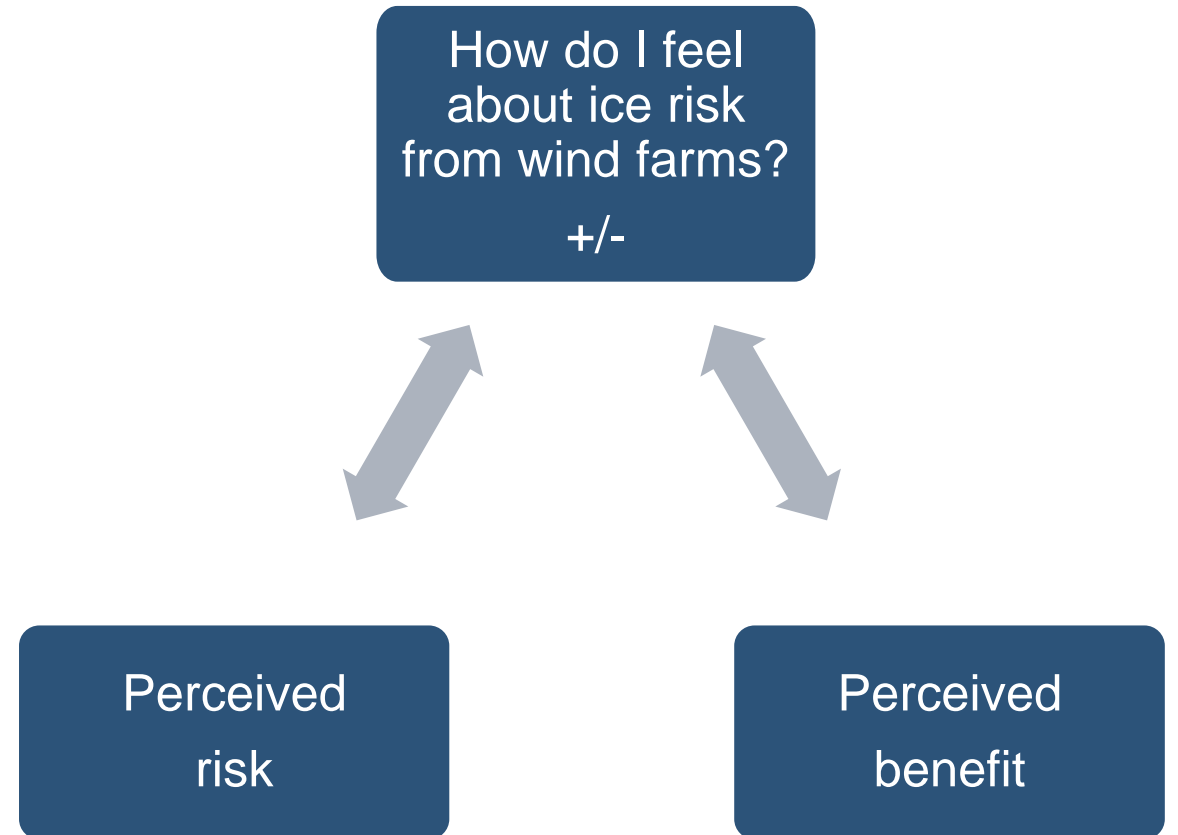 How do I feel
about ice risk
from wind farms?
+/-
Perceived
risk
Perceived
benefit